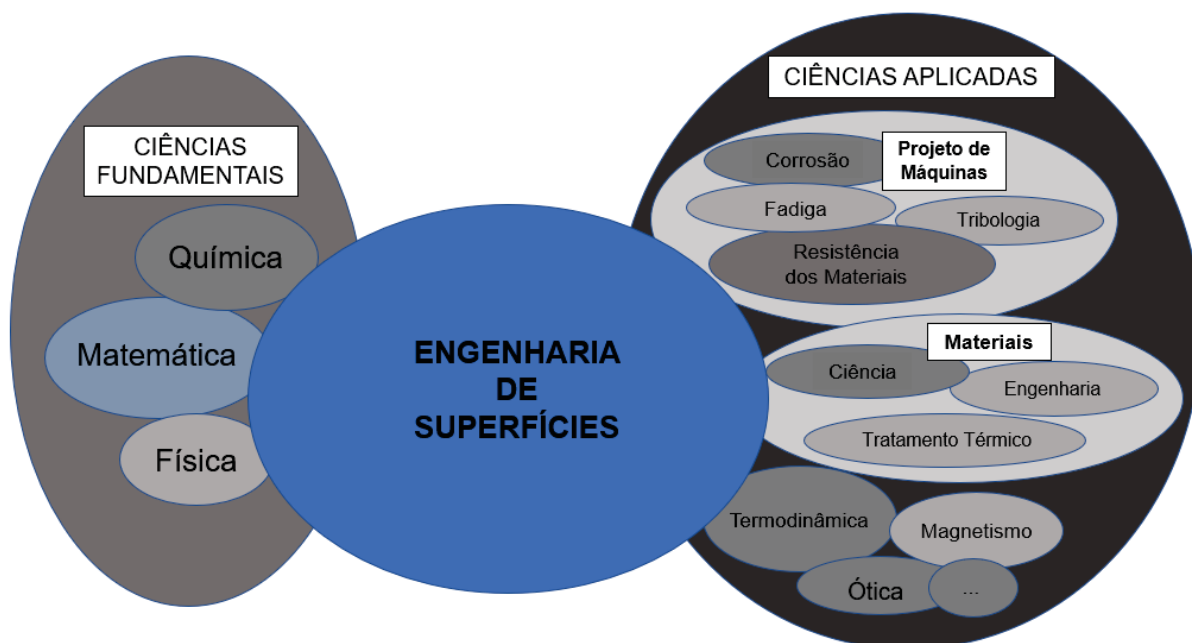 CIÊNCIAS
FUNDAMENTAIS
Química
Matemática
Física
ENGENHARIA
DE
SUPERFÍCIES
CIÊNCIAS APLICADAS
Projeto de
Máquinas
Corrosão
Fadiga
Tribologia
Resistência
dos Materiais
Materiais
Ciência
Engenharia
Tratamento Térmico
Termodinâmica
Magnetismo
Ótica
...